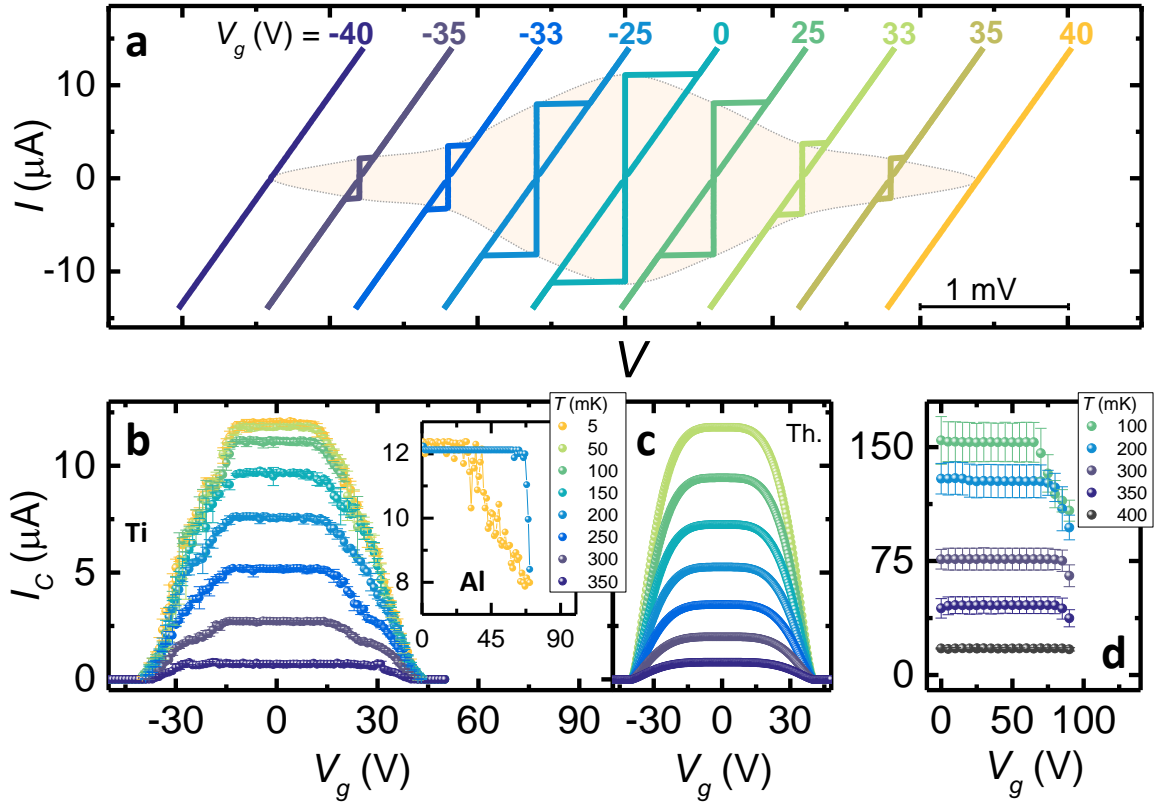 a
V_g (V) = -40 -35 -33 -25 0 25 33 35 40
I (μA)
10
0
-10
1 mV
V
b
Ti
I_C (μA)
10
5
0
-30 0 30 60 90
V_g (V)
12
10
8
Al
0 45 90
T (mK)
5
50
100
150
200
250
300
350
c
Th.
-30 0 30
V_g (V)
150
75
0
T (mK)
100
200
300
350
400
d
0 50 100
V_g (V)